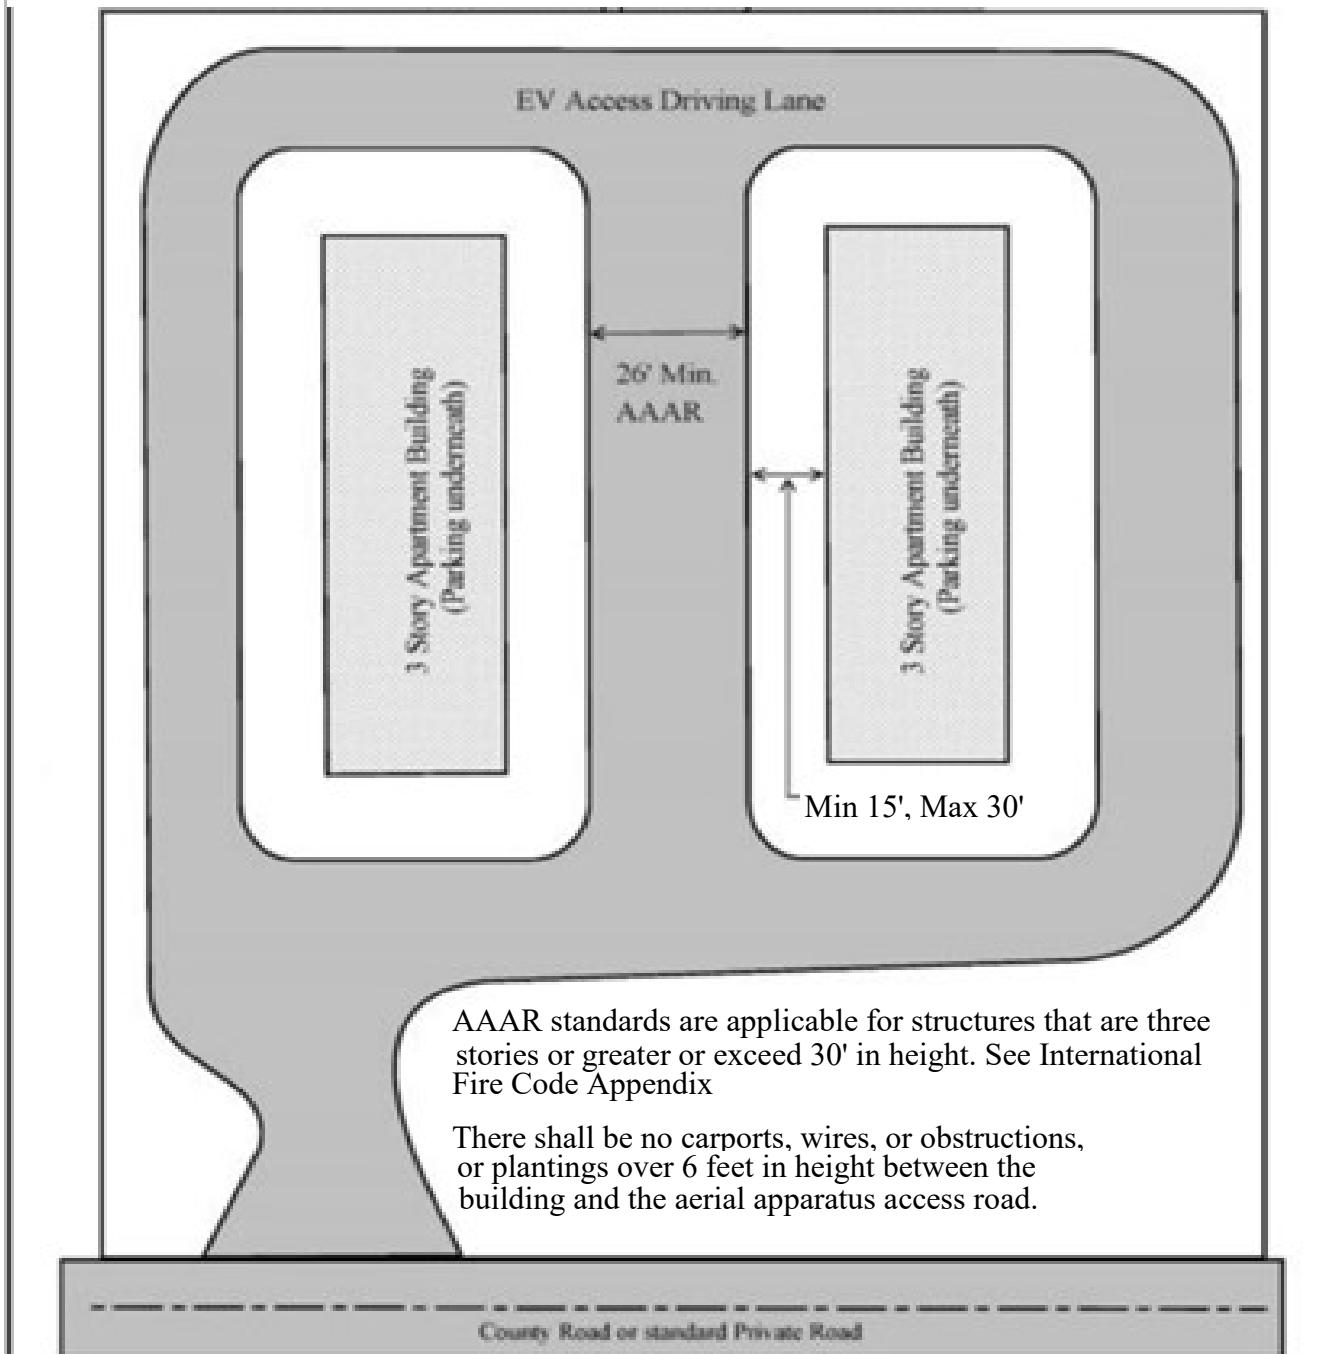 EV Access Driving Lane
26' Min.
AAAR
3 Story Apartment Building
(Parking underneath)
3 Story Apartment Building
(Parking underneath)
Min 15', Max 30'
AAAR standards are applicable for structures that are three
stories or greater or exceed 30' in height. See International
Fire Code Appendix
There shall be no carports, wires, or obstructions,
or plantings over 6 feet in height between the
building and the aerial apparatus access road.
County Road or standard Private Road